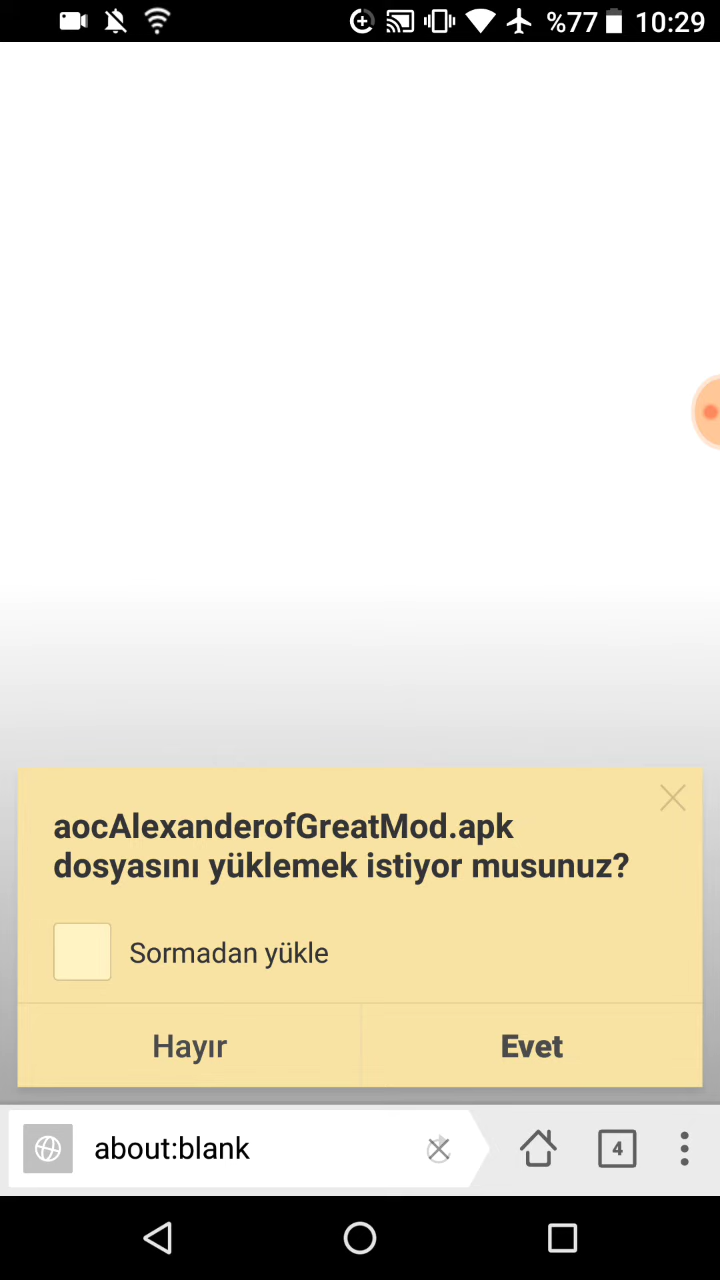 %77 10:29
aocAlexanderofGreatMod.apk
dosyasını yüklemek istiyor musunuz?
Sormadan yükle
Hayır Evet
about:blank 4